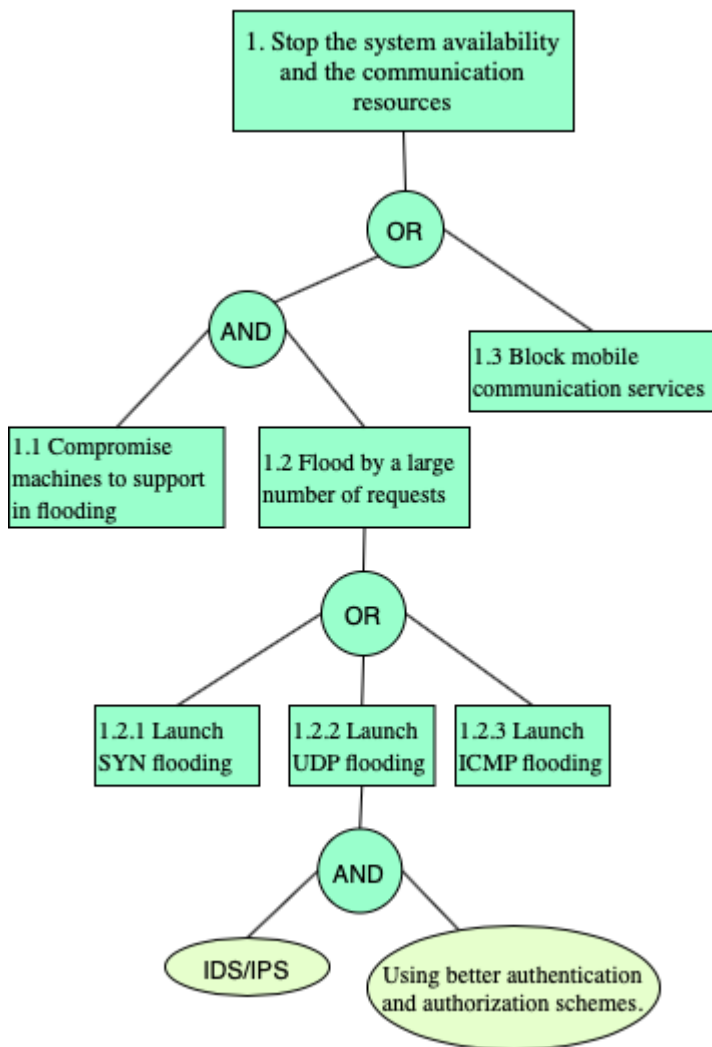 1. Stop the system availability
and the communication
resources
OR
AND
1.3 Block mobile
communication services
1.1 Compromise
machines to support
in flooding
1.2 Flood by a large
number of requests
OR
1.2.1 Launch
SYN flooding
1.2.2 Launch
UDP flooding
1.2.3 Launch
ICMP flooding
AND
IDS/IPS
Using better authentication
and authorization schemes.